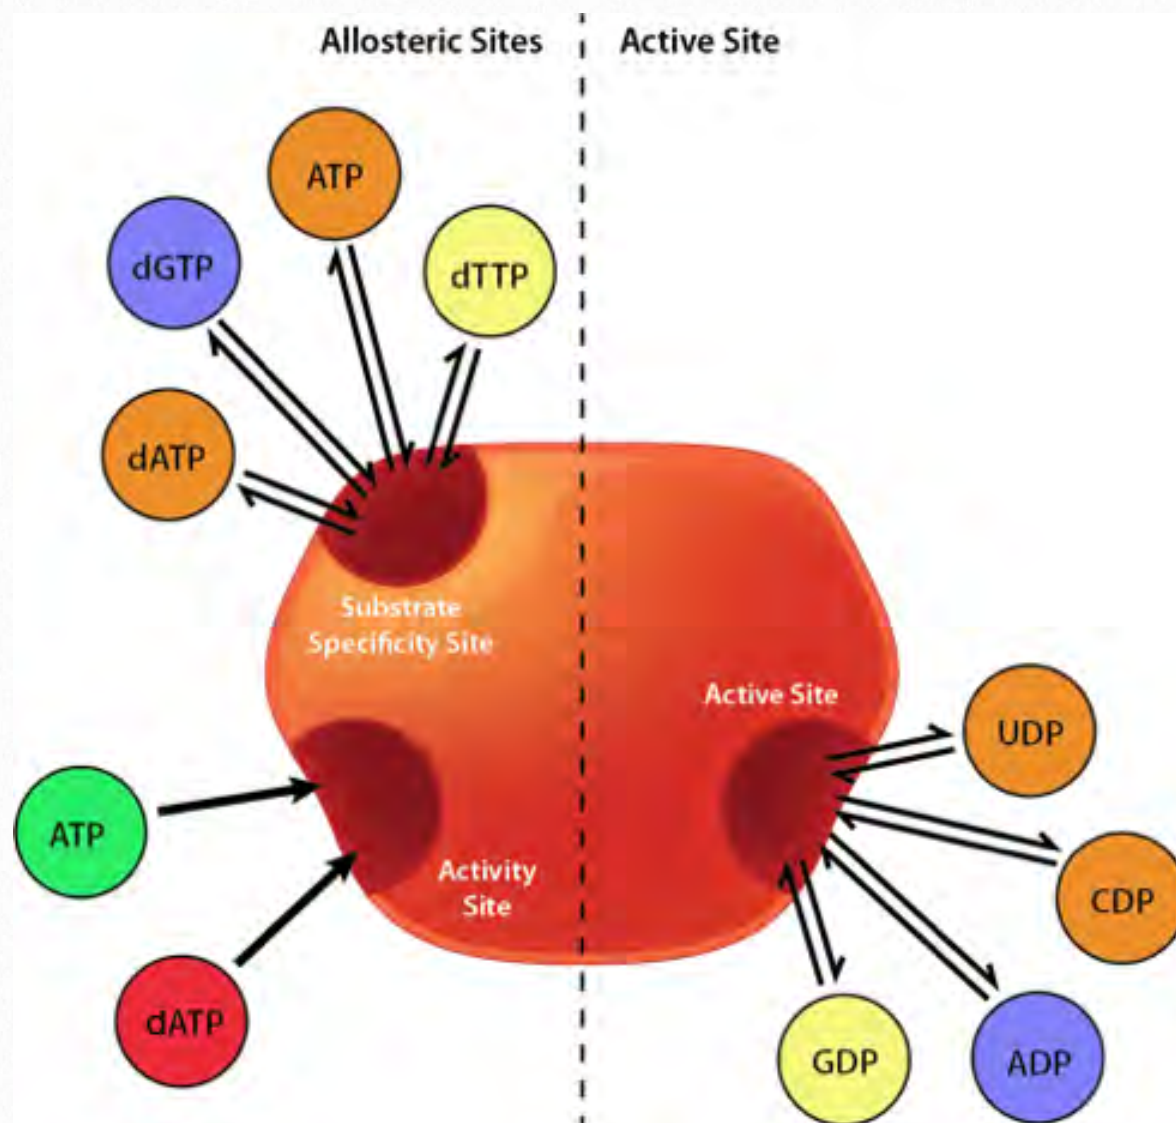 Allosteric Sites
Active Site
ATP
dGTP
dTTP
dATP
Substrate
Specificity Site
Active Site
UDP
ATP
Activity
Site
CDP
dATP
GDP
ADP